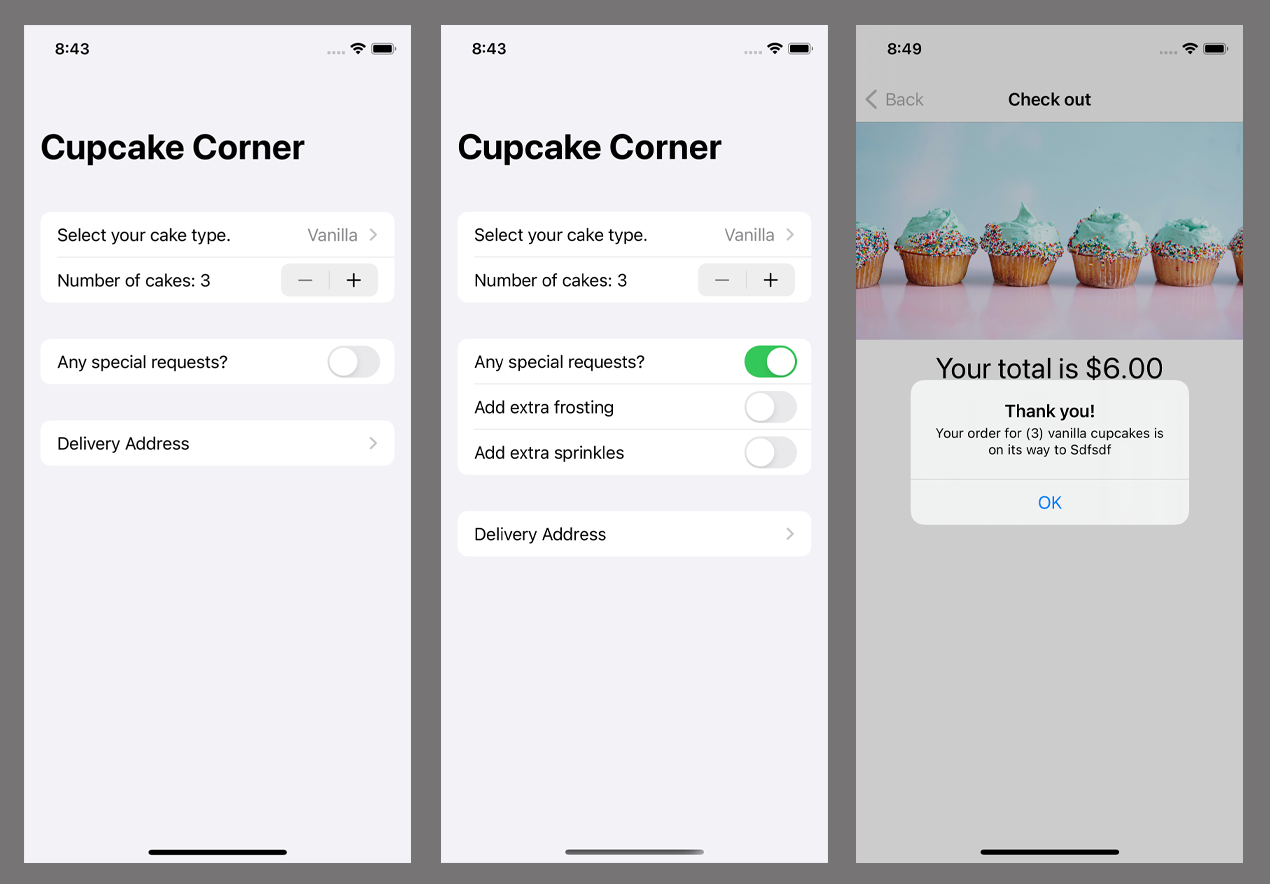 8:43
Cupcake Corner
Select your cake type. Vanilla
Number of cakes: 3
Any special requests?
Delivery Address
8:43
Cupcake Corner
Select your cake type. Vanilla
Number of cakes: 3
Any special requests?
Add extra frosting
Add extra sprinkles
Delivery Address
8:49
Back Check out
Your total is $6.00
Thank you!
Your order for (3) vanilla cupcakes is
on its way to Sdfsdf
OK